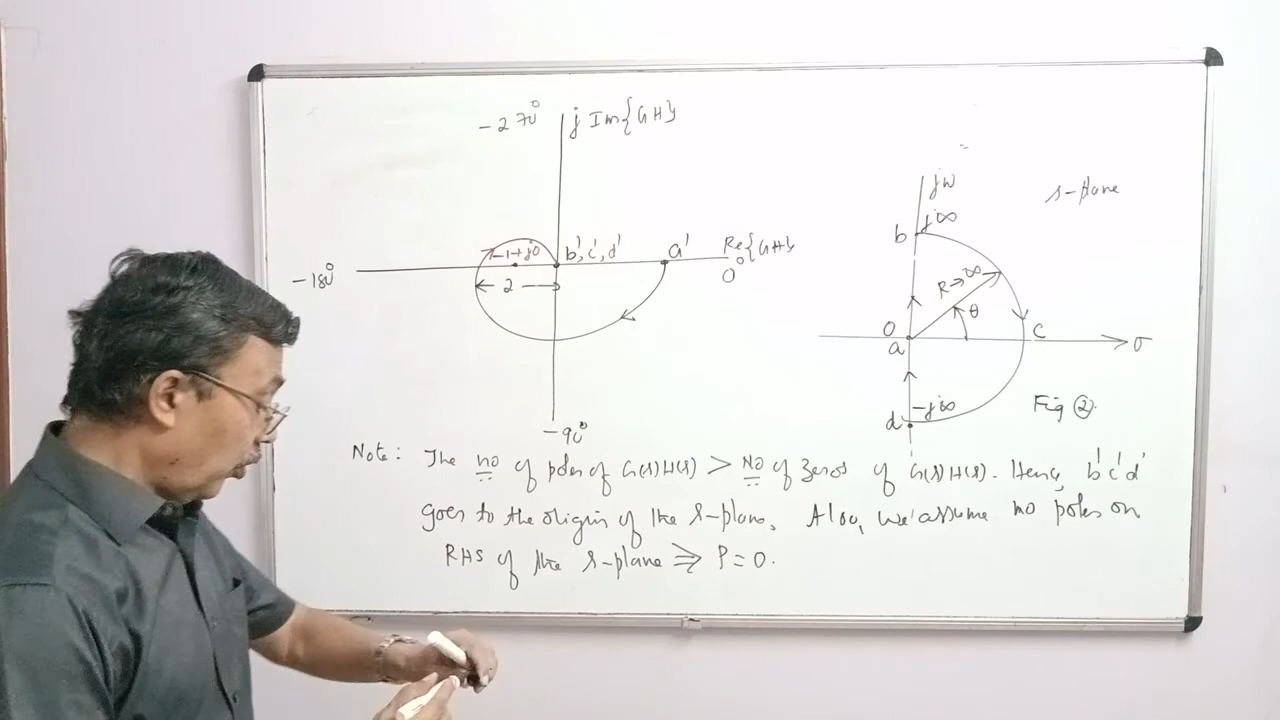 -270° j Im{GH}
-1+j0 b', c', d' a' Re{GH}
-180° 0°
2
-90°
jω s-plane
b j∞
R→∞
θ
0 c
a σ
-j∞ Fig ②.
d
Note: The no of poles of G(s)H(s) > No of zeros of G(s)H(s). Hence, b' c' d'
goes to the origin of the s-plane. Also, we assume no poles on
RHS of the s-plane ⇒ P = 0.